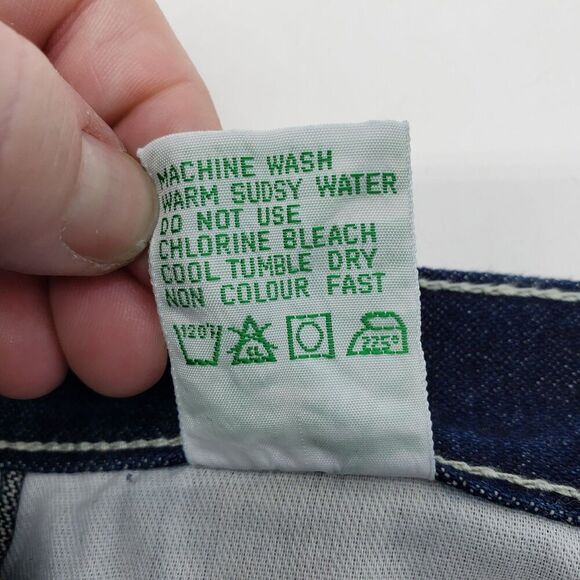 MACHINE WASH
WARM SUDSY WATER
DO NOT USE
CHLORINE BLEACH
COOL TUMBLE DRY
NON COLOUR FAST
120°F CL 225°